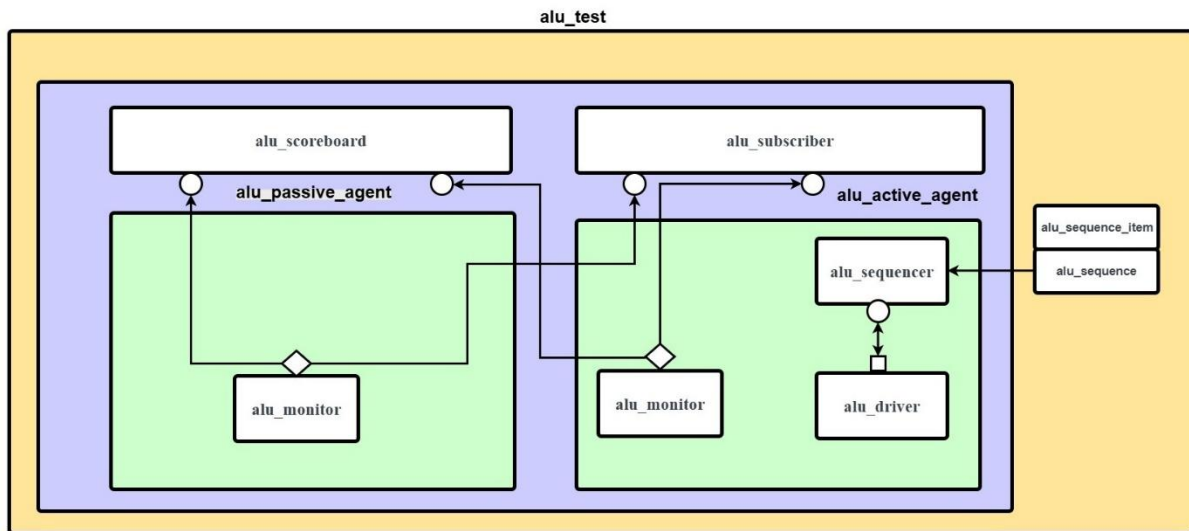 alu_test
alu_scoreboard
alu_subscriber
alu_passive_agent
alu_active_agent
alu_sequence_item
alu_sequence
alu_sequencer
alu_monitor
alu_monitor
alu_driver